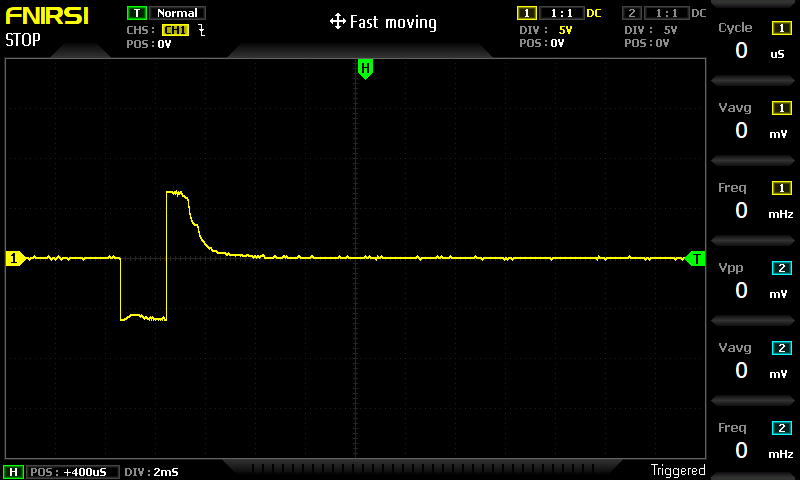 FNIRSI
STOP
T Normal
CHS: CH1
POS: 0V
Fast moving
1 1:1 DC
DIV: 5V
POS: 0V
2 1:1 DC
DIV: 5V
POS: 0V
H
1
T
Cycle 1
0 uS
Vavg 1
0 mV
Freq 1
0 mHz
Vpp 2
0 mV
Vavg 2
0 mV
Freq 2
0 mHz
H POS: +400uS DIV: 2mS
Triggered